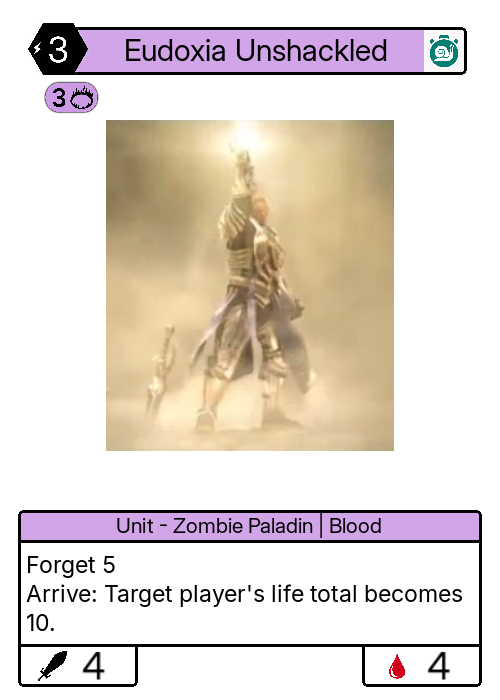 3 Eudoxia Unshackled
3
Unit - Zombie Paladin | Blood
Forget 5
Arrive: Target player's life total becomes
10.
4 4